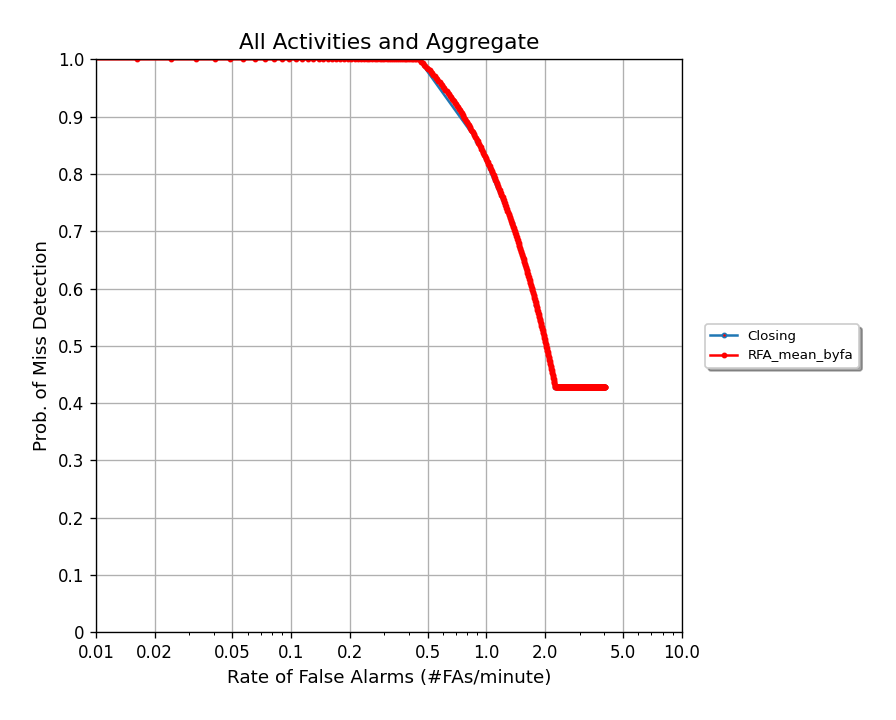 All Activities and Aggregate
Prob. of Miss Detection
1.0
0.9
0.8
0.7
0.6
0.5
0.4
0.3
0.2
0.1
0
0.01 0.02 0.05 0.1 0.2 0.5 1.0 2.0 5.0 10.0
Rate of False Alarms (#FAs/minute)
Closing
RFA_mean_byfa